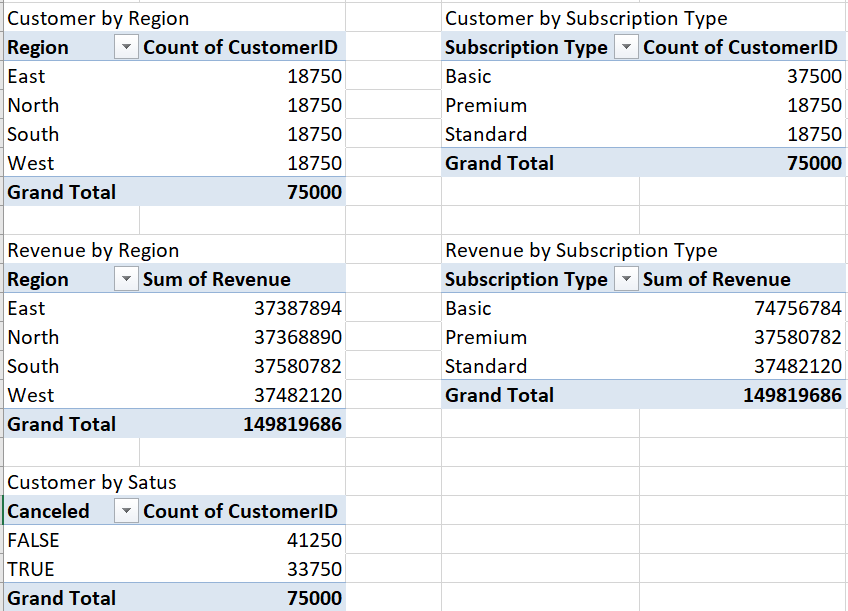 Customer by Region
Region Count of CustomerID
East 18750
North 18750
South 18750
West 18750
Grand Total 75000
Customer by Subscription Type
Subscription Type Count of CustomerID
Basic 37500
Premium 18750
Standard 18750
Grand Total 75000
Revenue by Region
Region Sum of Revenue
East 37387894
North 37368890
South 37580782
West 37482120
Grand Total 149819686
Revenue by Subscription Type
Subscription Type Sum of Revenue
Basic 74756784
Premium 37580782
Standard 37482120
Grand Total 149819686
Customer by Satus
Canceled Count of CustomerID
FALSE 41250
TRUE 33750
Grand Total 75000